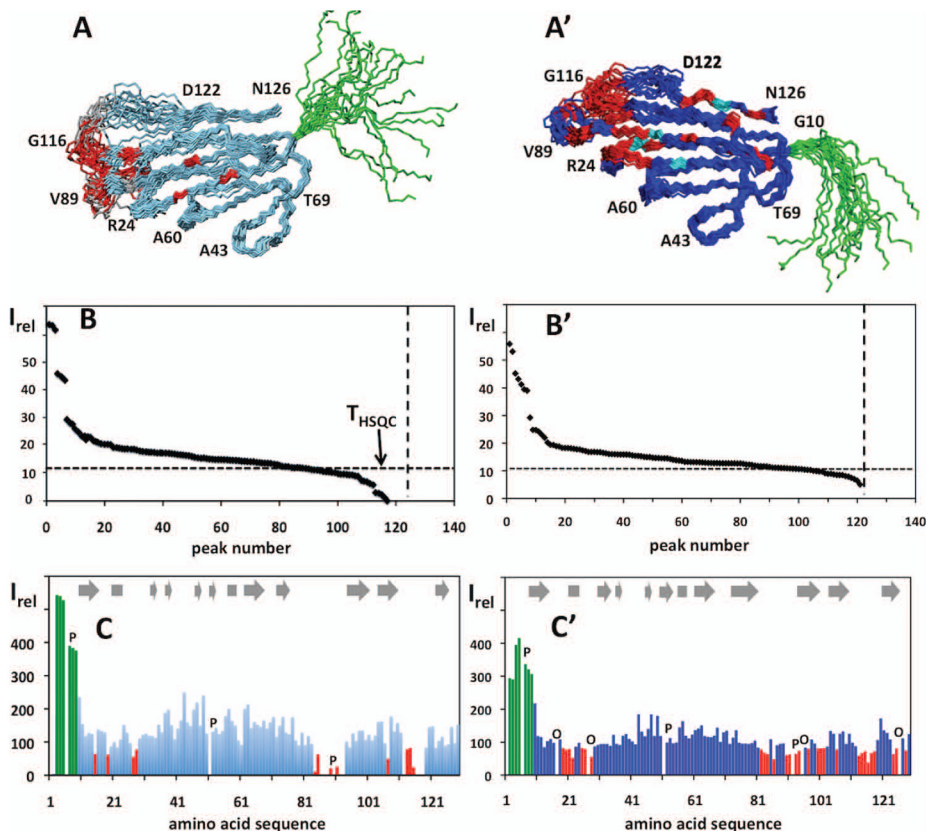 A
A'
D122
N126
G116
V89
R24
A60
A43
T69
D122
N126
G116
G10
V89
R24
A60
A43
T69
I rel
B
50
40
30
20
10
0
T HSQC
0 20 40 60 80 100 120 140
peak number
I rel
B'
60
50
40
30
20
10
0
0 20 40 60 80 100 120 140
peak number
I rel
C
400
300
200
100
0
P
P
P
1 21 41 61 81 101 121
amino acid sequence
I rel
C'
400
300
200
100
0
P
O
O
P
P
O
O
1 21 41 61 81 101 121
amino acid sequence